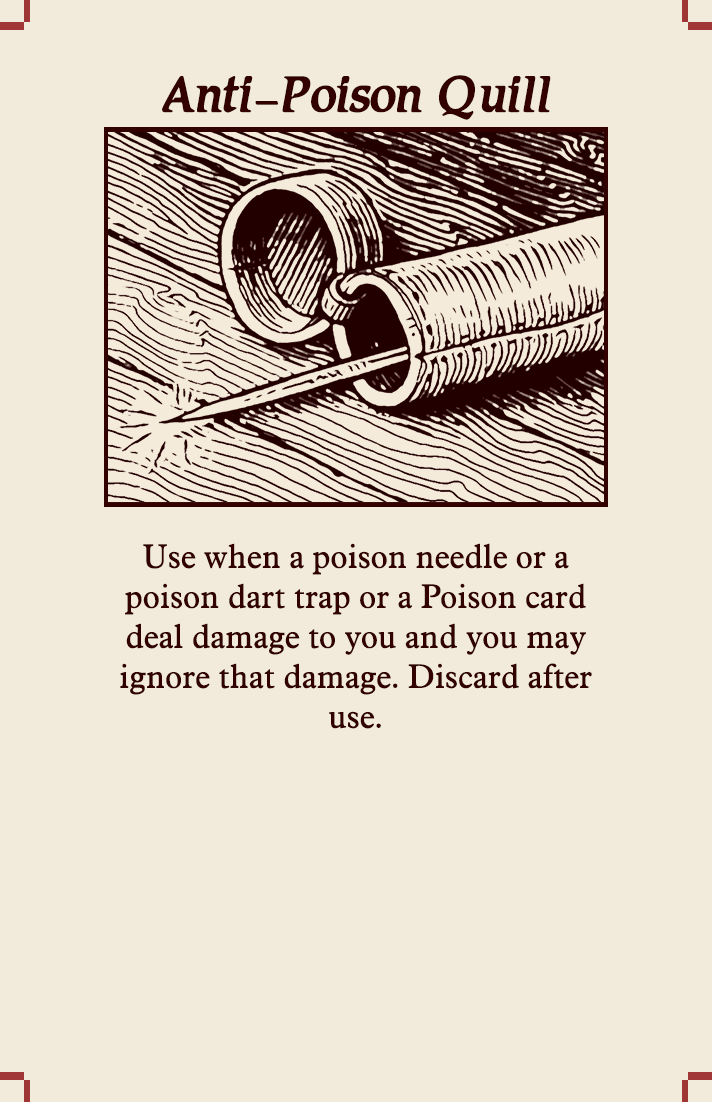 Anti-Poison Quill
Use when a poison needle or a
poison dart trap or a Poison card
deal damage to you and you may
ignore that damage. Discard after
use.